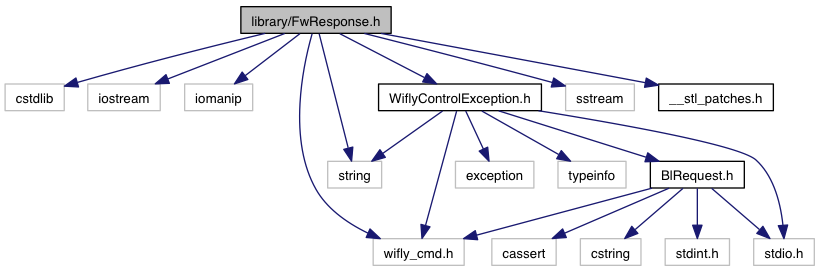 library/FwResponse.h
cstdlib
iostream
iomanip
WiflyControlException.h
sstream
__stl_patches.h
string
exception
typeinfo
BlRequest.h
wifly_cmd.h
cassert
cstring
stdint.h
stdio.h